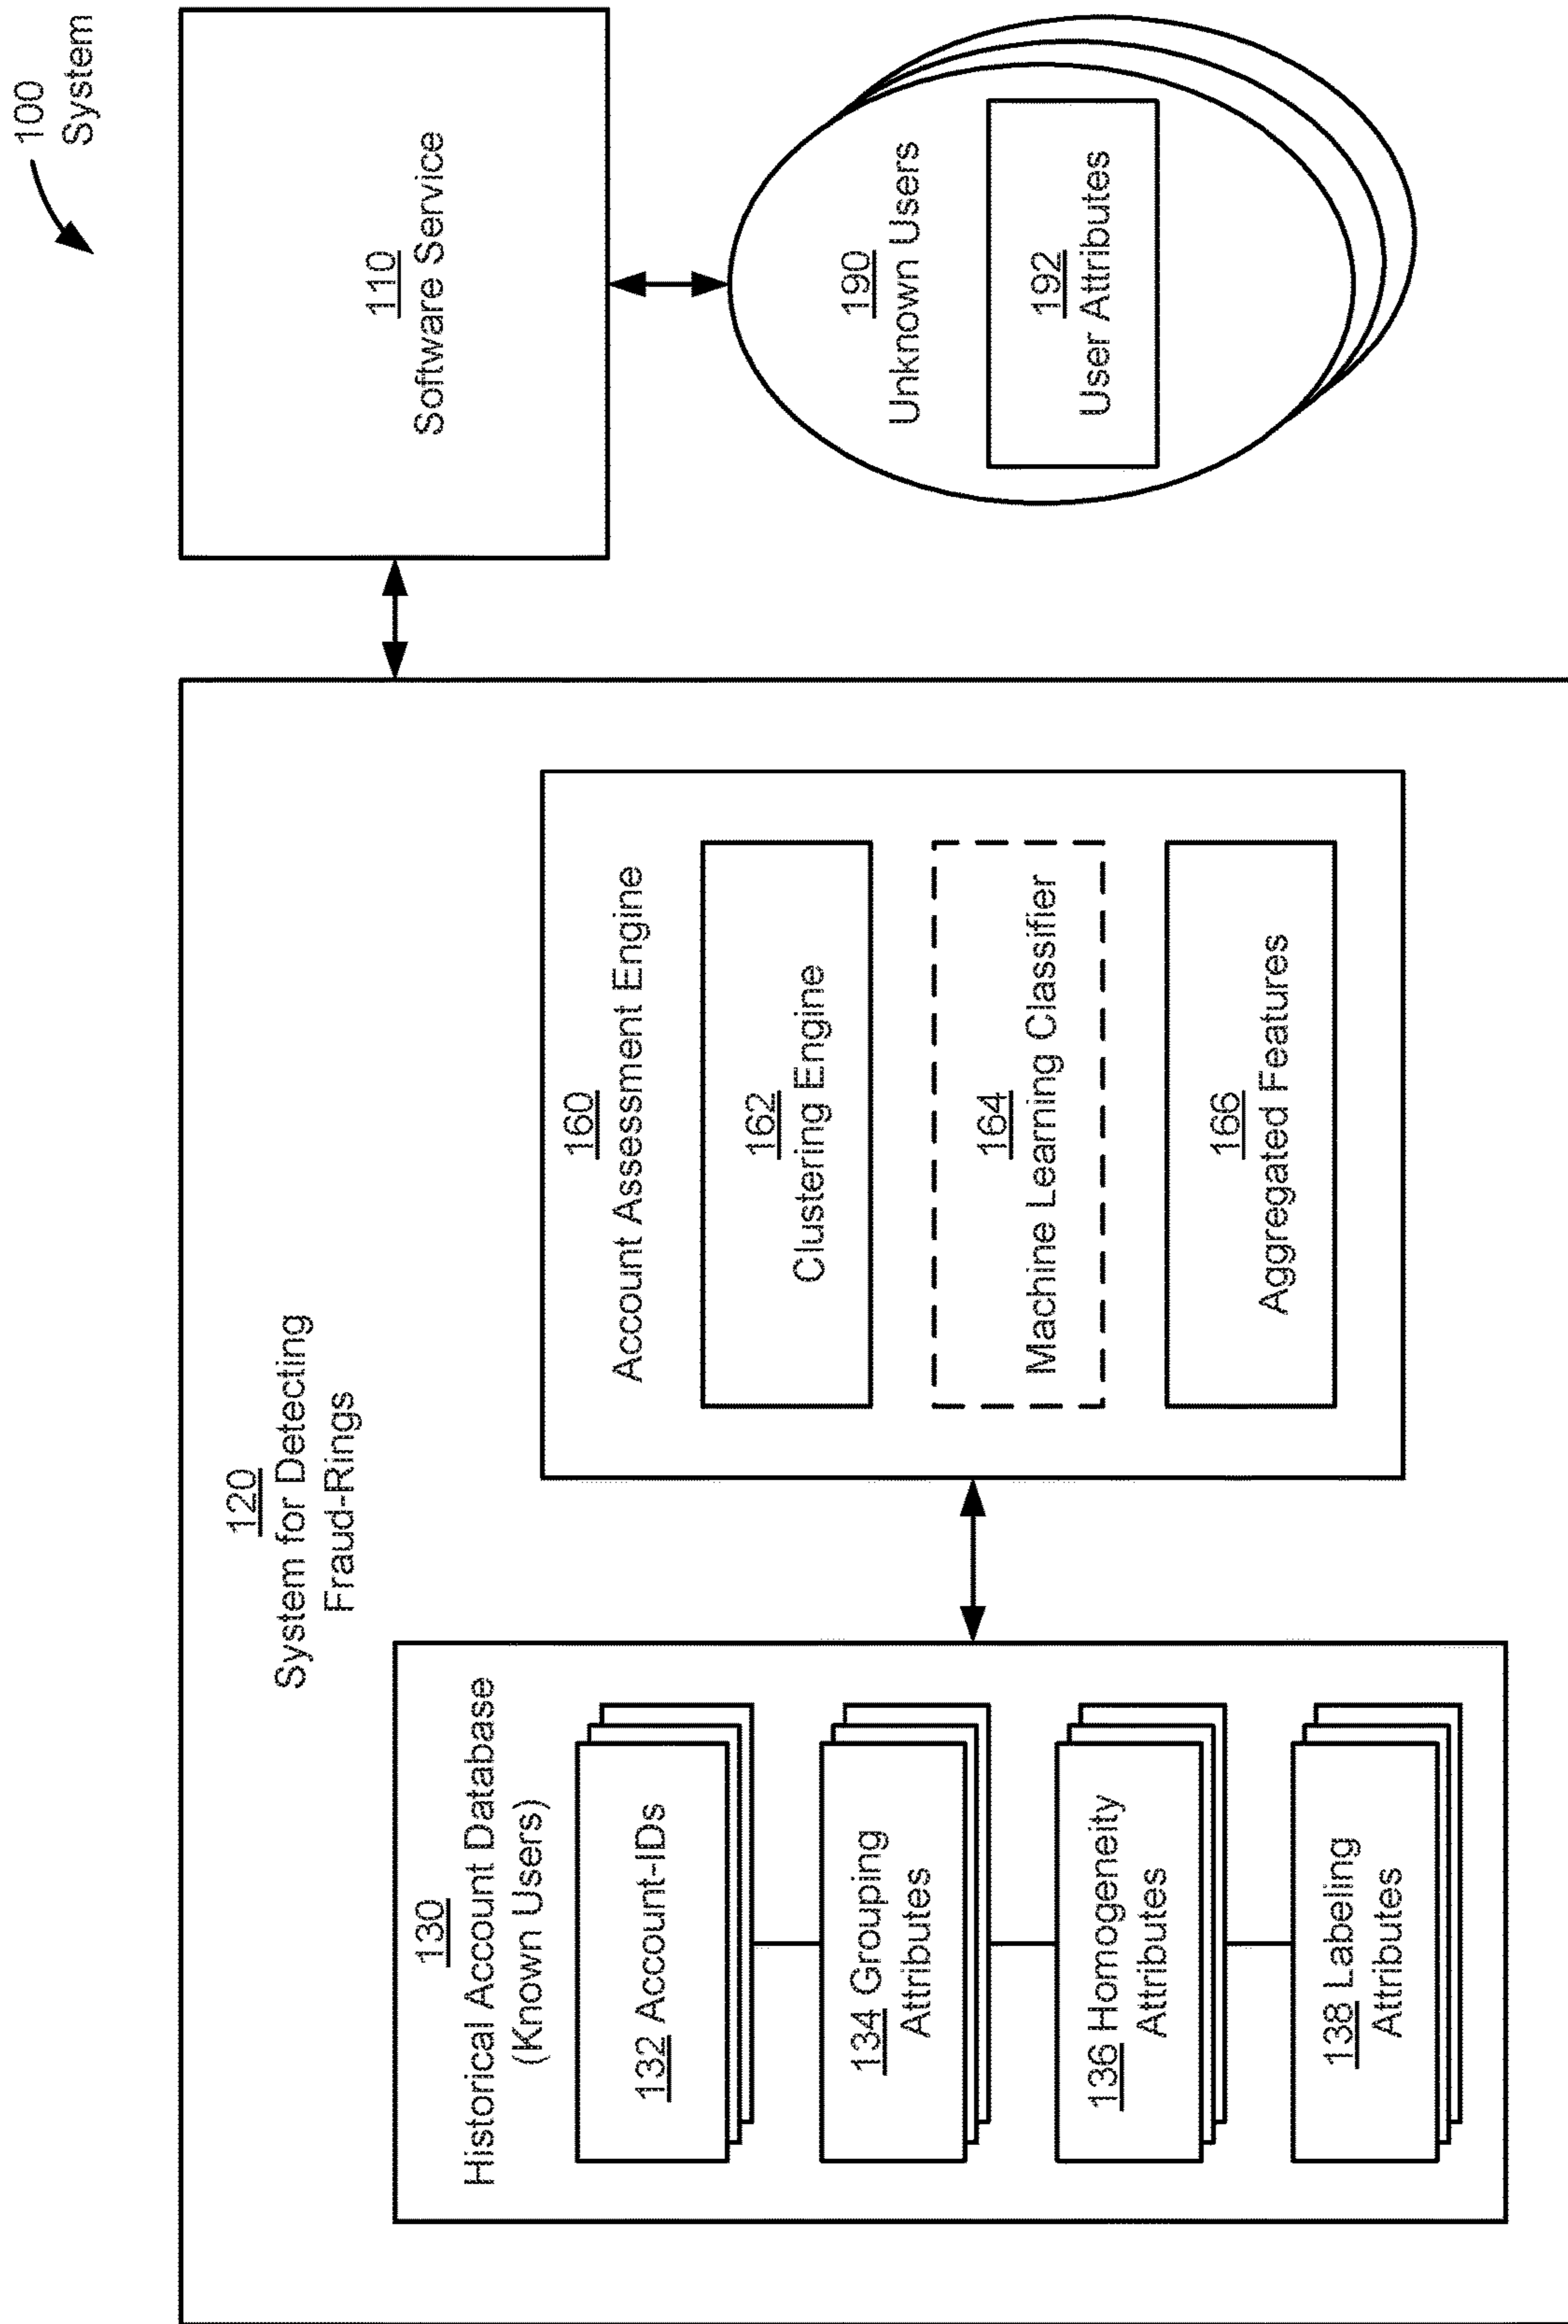 100
System
120
System for Detecting
Fraud-Rings
130
Historical Account Database
(Known Users)
132 Account-IDs
134 Grouping
Attributes
136 Homogeneity
Attributes
138 Labeling
Attributes
160
Account Assessment Engine
162
Clustering Engine
164
Machine Learning Classifier
166
Aggregated Features
110
Software Service
190
Unknown Users
192
User Attributes